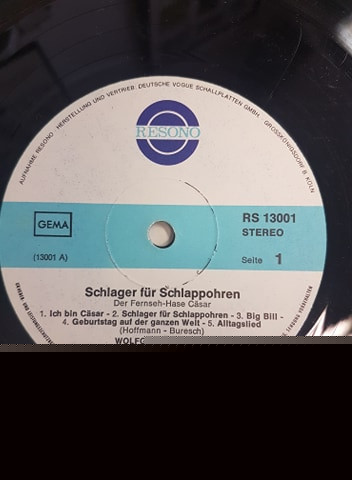 AUFNAHME RESONO · HERSTELLUNG UND VERTRIEB: DEUTSCHE VOGUE SCHALLPLATTEN GMBH · GROSSKÖNIGSDORF B. KÖLN
RESONO
GEMA
RS 13001
STEREO
(13001 A)
Seite 1
Schlager für Schlappohren
Der Fernseh-Hase Cäsar
1. Ich bin Cäsar - 2. Schlager für Schlappohren - 3. Big Bill -
4. Geburtstag auf der ganzen Welt - 5. Alltagslied
(Hoffmann - Buresch)